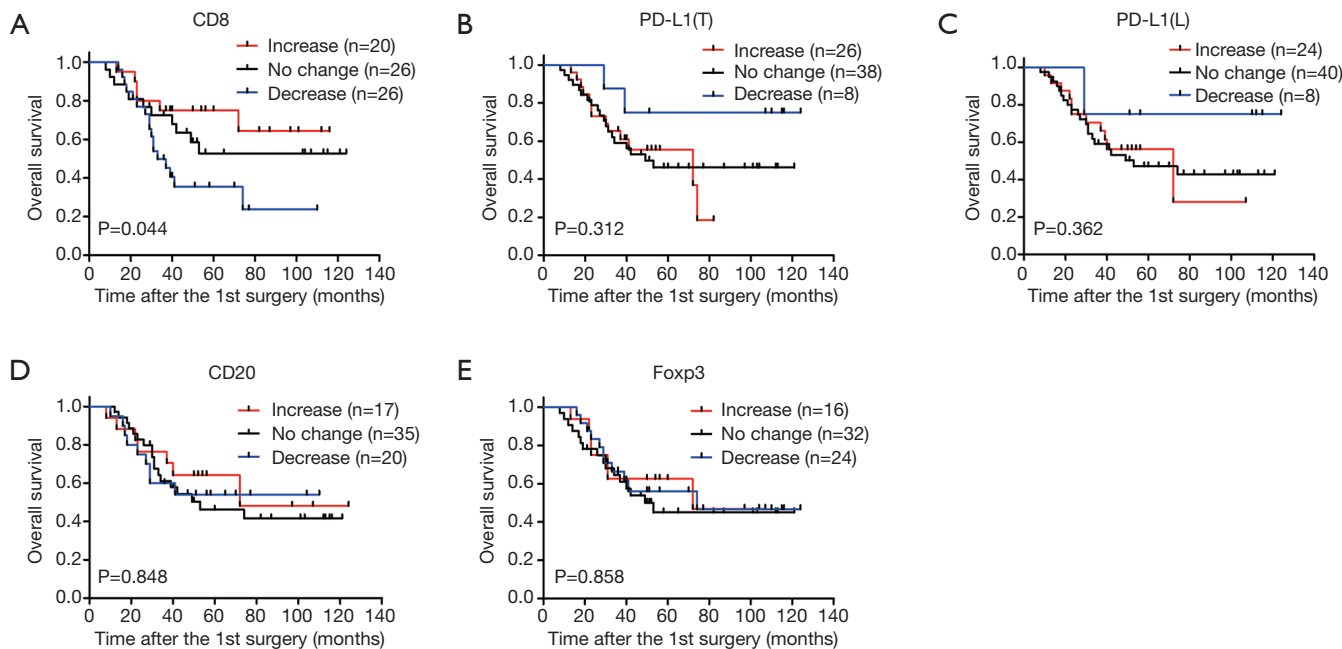 A
CD8
Increase (n=20)
No change (n=26)
Decrease (n=26)
Overall survival
1.0
0.8
0.6
0.4
0.2
0.0
P=0.044
0 20 40 60 80 100 120 140
Time after the 1st surgery (months)
B
PD-L1(T)
Increase (n=26)
No change (n=38)
Decrease (n=8)
Overall survival
1.0
0.8
0.6
0.4
0.2
0.0
P=0.312
0 20 40 60 80 100 120 140
Time after the 1st surgery (months)
C
PD-L1(L)
Increase (n=24)
No change (n=40)
Decrease (n=8)
Overall survival
1.0
0.8
0.6
0.4
0.2
0.0
P=0.362
0 20 40 60 80 100 120 140
Time after the 1st surgery (months)
D
CD20
Increase (n=17)
No change (n=35)
Decrease (n=20)
Overall survival
1.0
0.8
0.6
0.4
0.2
0.0
P=0.848
0 20 40 60 80 100 120 140
Time after the 1st surgery (months)
E
Foxp3
Increase (n=16)
No change (n=32)
Decrease (n=24)
Overall survival
1.0
0.8
0.6
0.4
0.2
0.0
P=0.858
0 20 40 60 80 100 120 140
Time after the 1st surgery (months)